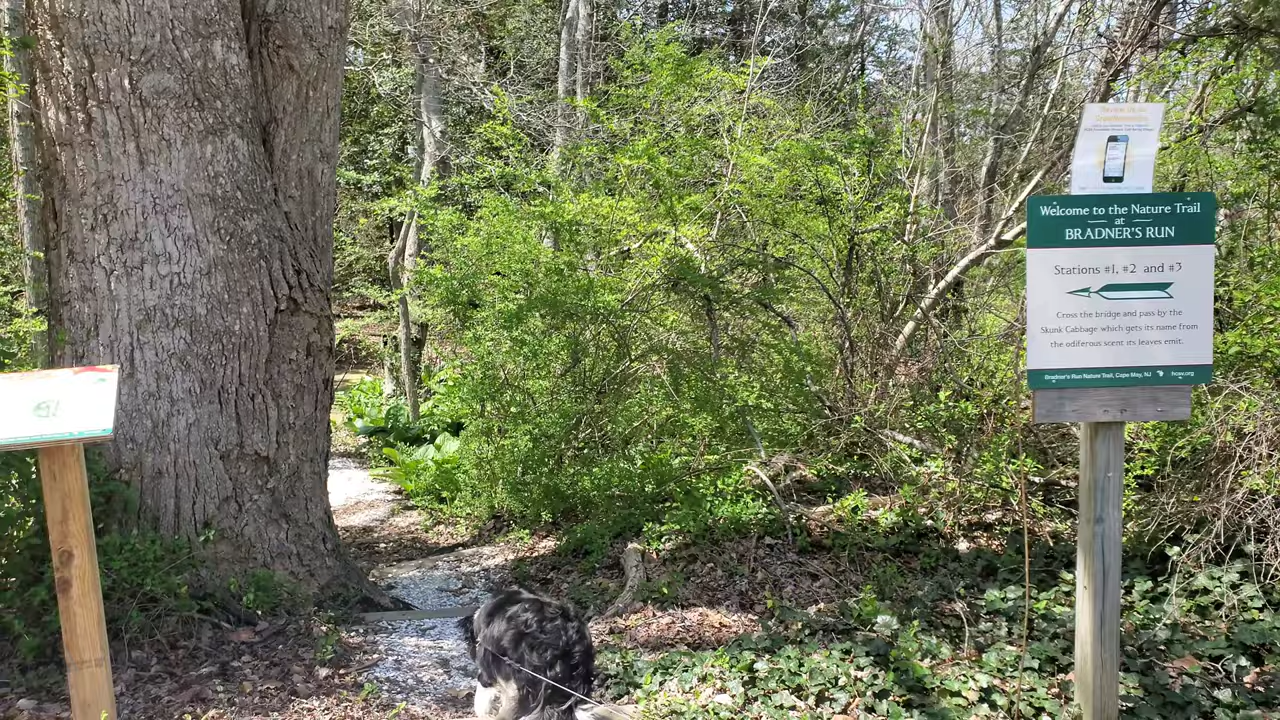 Welcome to the Nature Trail
at
BRADNER'S RUN
Stations #1, #2 and #3
Cross the bridge and pass by the
Skunk Cabbage which gets its name from
the odiferous scent its leaves emit.
Bradner's Run Nature Trail, Cape May, NJ hcsv.org